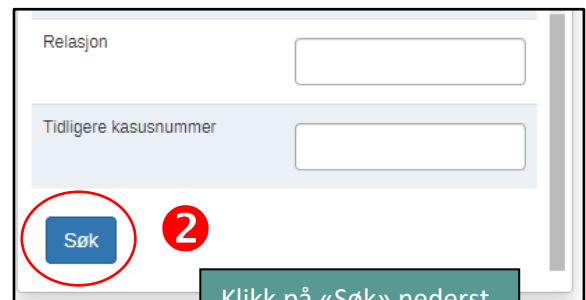 Relasjon
Tidligere kasusnummer
Søk
2
Klikk på «Søk» nederst